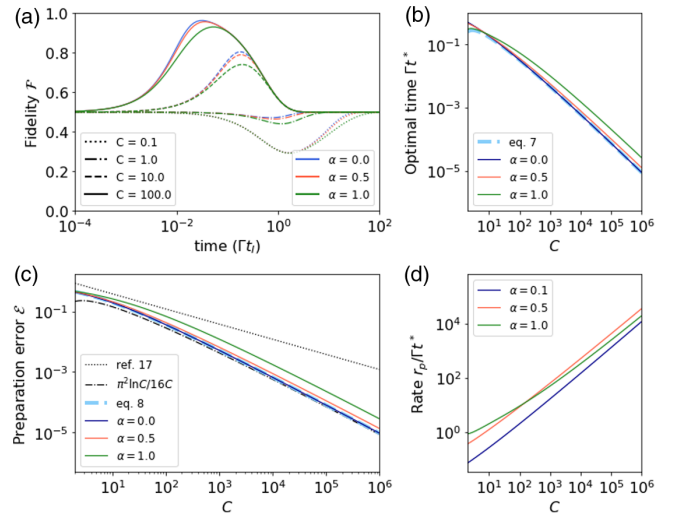 (a)
Fidelity ℱ
1.0
0.8
0.6
0.4
0.2
0.0
C = 0.1
C = 1.0
C = 10.0
C = 100.0
α = 0.0
α = 0.5
α = 1.0
10⁻⁴
10⁻²
10⁰
10²
time (Γt_l)
(b)
Optimal time Γt*
10⁻¹
10⁻³
10⁻⁵
eq. 7
α = 0.0
α = 0.5
α = 1.0
10¹
10²
10³
10⁴
10⁵
10⁶
C
(c)
Preparation error ℰ
10⁻¹
10⁻³
10⁻⁵
ref. 17
π²lnC/16C
eq. 8
α = 0.0
α = 0.5
α = 1.0
10¹
10²
10³
10⁴
10⁵
10⁶
C
(d)
Rate r_p/Γt*
10⁴
10²
10⁰
α = 0.1
α = 0.5
α = 1.0
10¹
10²
10³
10⁴
10⁵
10⁶
C